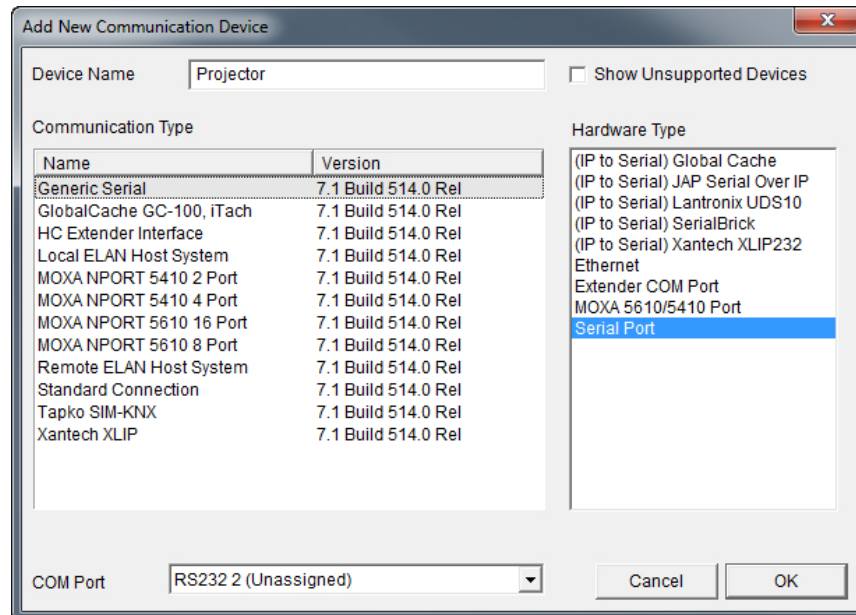 Add New Communication Device
Device Name Projector Show Unsupported Devices
Communication Type
Name Version
Generic Serial 7.1 Build 514.0 Rel
GlobalCache GC-100, iTach 7.1 Build 514.0 Rel
HC Extender Interface 7.1 Build 514.0 Rel
Local ELAN Host System 7.1 Build 514.0 Rel
MOXA NPORT 5410 2 Port 7.1 Build 514.0 Rel
MOXA NPORT 5410 4 Port 7.1 Build 514.0 Rel
MOXA NPORT 5610 16 Port 7.1 Build 514.0 Rel
MOXA NPORT 5610 8 Port 7.1 Build 514.0 Rel
Remote ELAN Host System 7.1 Build 514.0 Rel
Standard Connection 7.1 Build 514.0 Rel
Tapko SIM-KNX 7.1 Build 514.0 Rel
Xantech XLIP 7.1 Build 514.0 Rel
Hardware Type
(IP to Serial) Global Cache
(IP to Serial) JAP Serial Over IP
(IP to Serial) Lantronix UDS10
(IP to Serial) SerialBrick
(IP to Serial) Xantech XLIP232
Ethernet
Extender COM Port
MOXA 5610/5410 Port
Serial Port
COM Port RS232 2 (Unassigned) Cancel OK